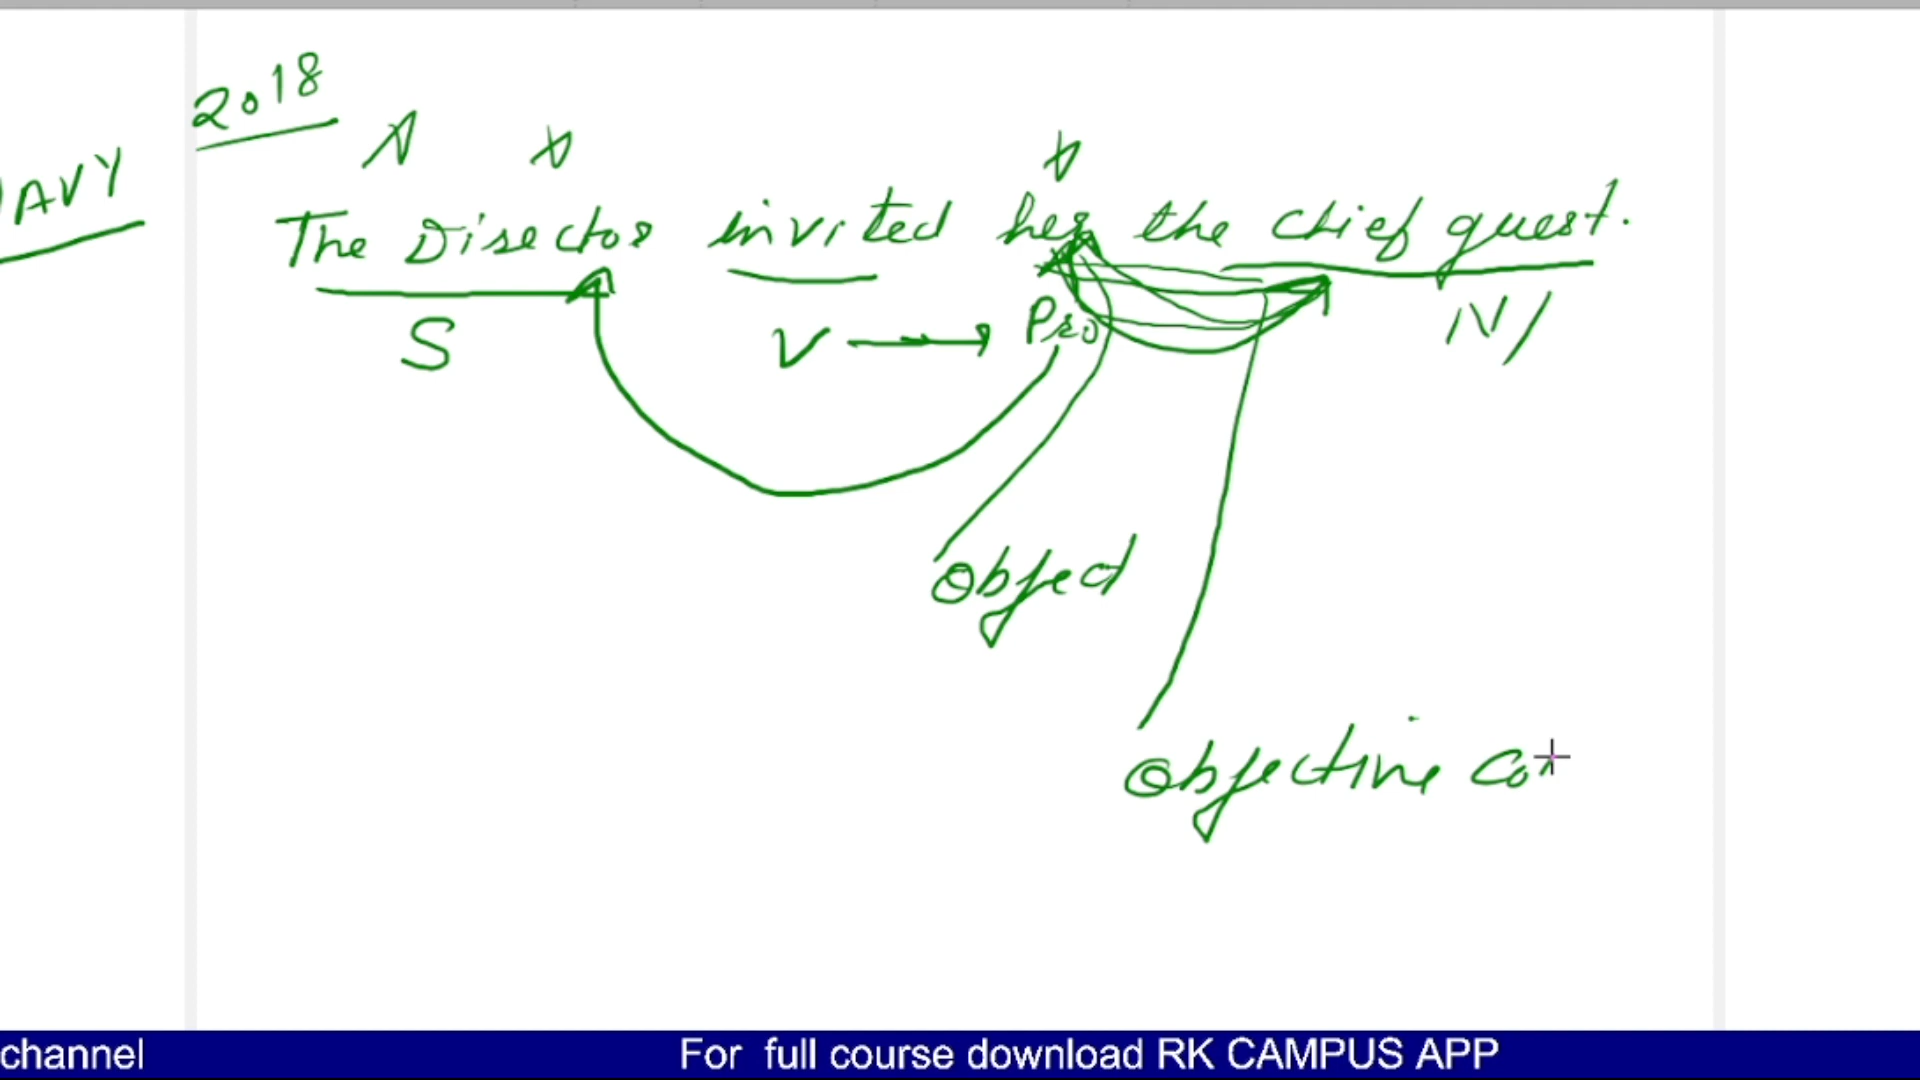 2018
NAVY
The Director invited her the chief guest.
S V Pro N/
Object
Objective Co
channel For full course download RK CAMPUS APP